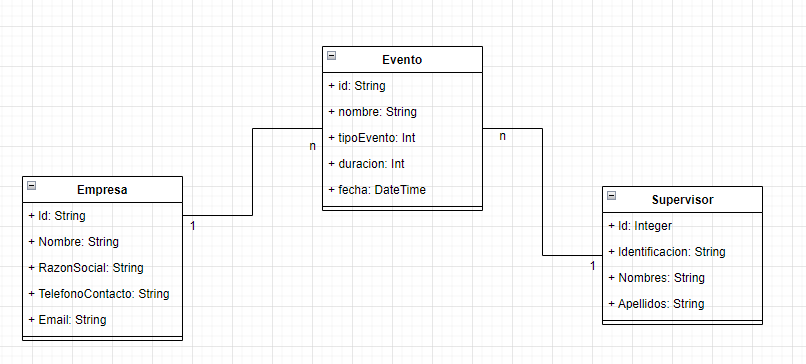 Evento
+ id: String
+ nombre: String
+ tipoEvento: Int
+ duracion: Int
+ fecha: DateTime
n
n
Empresa
+ Id: String
+ Nombre: String
+ RazonSocial: String
+ TelefonoContacto: String
+ Email: String
1
Supervisor
+ Id: Integer
+ Identificacion: String
+ Nombres: String
+ Apellidos: String
1